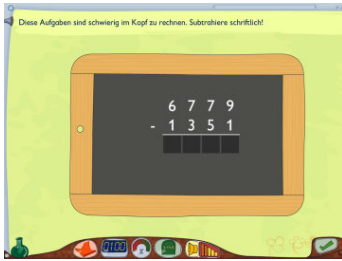 Diese Aufgaben sind schwierig im Kopf zu rechnen. Subtrahiere schriftlich!
6 7 7 9
- 1 3 5 1